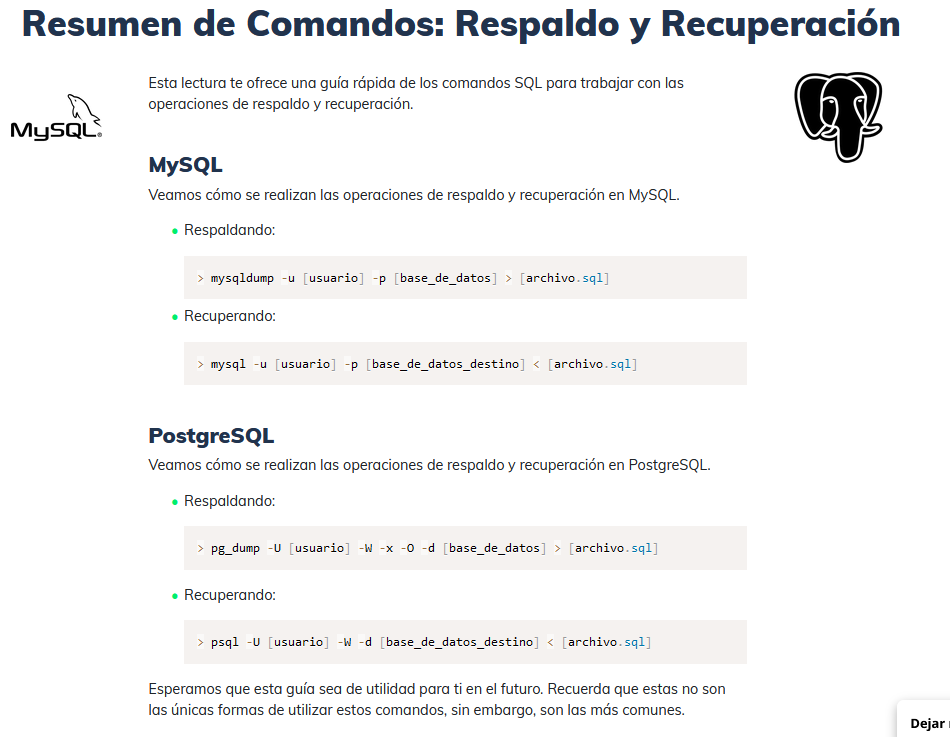 Resumen de Comandos: Respaldo y Recuperación
Esta lectura te ofrece una guía rápida de los comandos SQL para trabajar con las
operaciones de respaldo y recuperación.
MySQL®
MySQL
Veamos cómo se realizan las operaciones de respaldo y recuperación en MySQL.
• Respaldando:
> mysqldump -u [usuario] -p [base_de_datos] > [archivo.sql]
• Recuperando:
> mysql -u [usuario] -p [base_de_datos_destino] < [archivo.sql]
PostgreSQL
Veamos cómo se realizan las operaciones de respaldo y recuperación en PostgreSQL.
• Respaldando:
> pg_dump -U [usuario] -W -x -O -d [base_de_datos] > [archivo.sql]
• Recuperando:
> psql -U [usuario] -W -d [base_de_datos_destino] < [archivo.sql]
Esperamos que esta guía sea de utilidad para ti en el futuro. Recuerda que estas no son
las únicas formas de utilizar estos comandos, sin embargo, son las más comunes.
Dejar